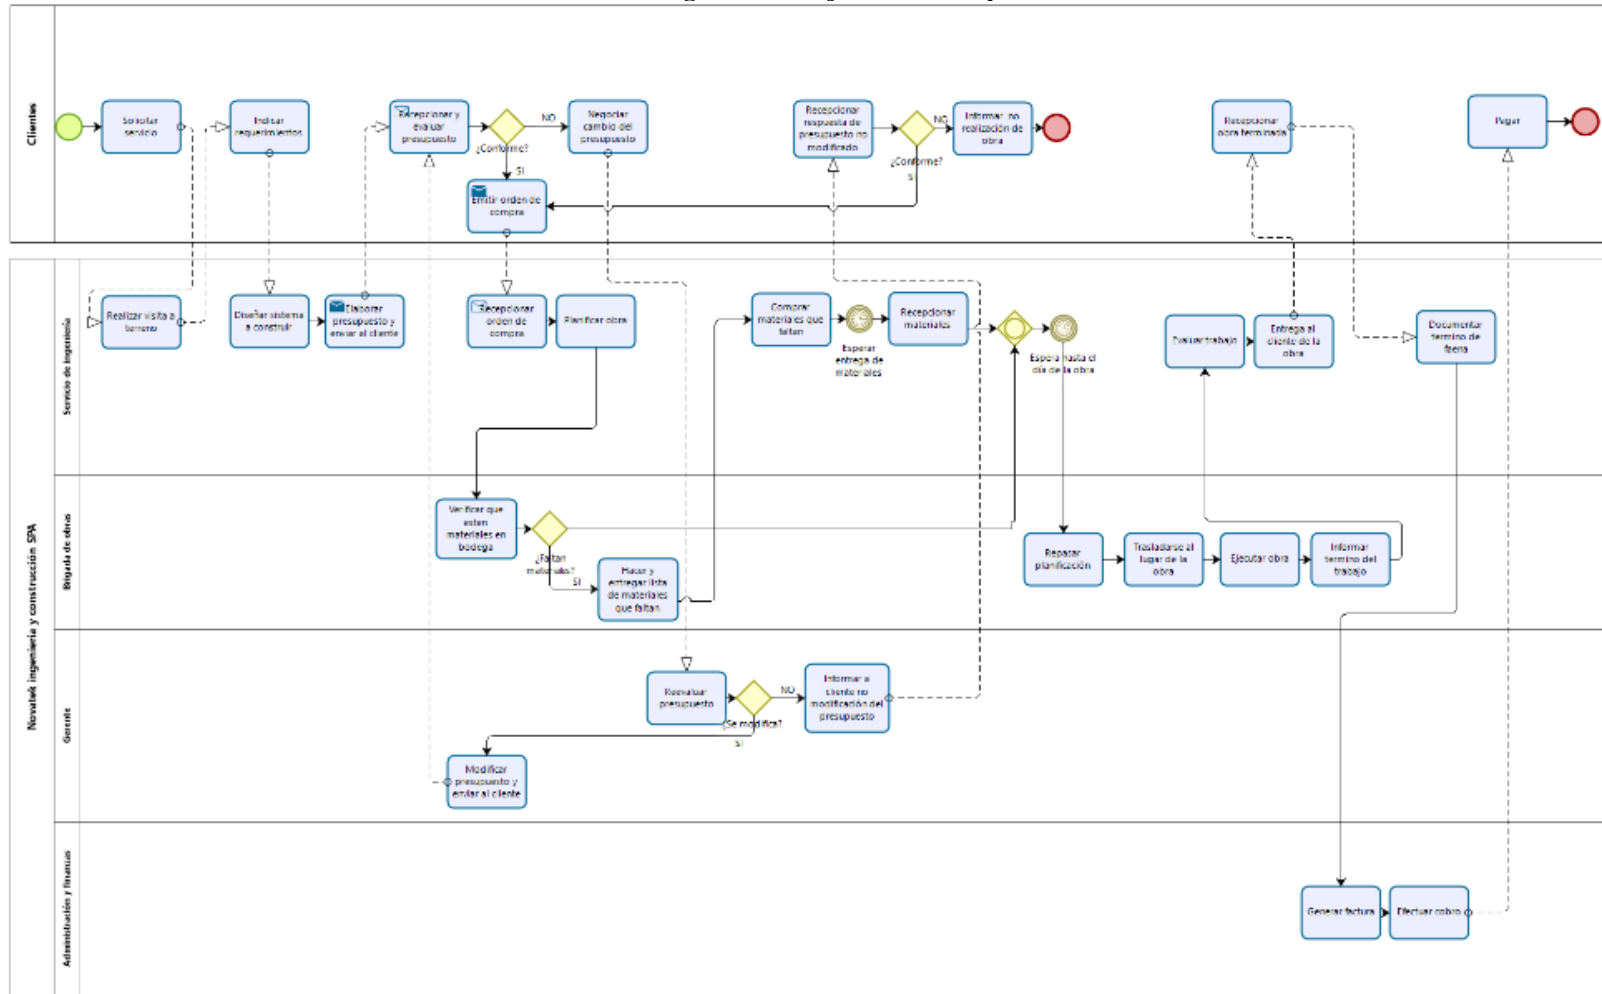 Clientes
Solicitar
servicio
Indicar
requerimientos
Recepcionar y
evaluar
presupuesto
¿Conforme?
NO
SI
Negociar
cambio del
presupuesto
Emitir orden de
compra
Recepcionar
respuesta de
presupuesto no
modificado
¿Conforme?
NO
SI
Informar no
realización de
obra
Recepcionar
obra terminada
Pagar
Novatek ingeniería y construcción SPA
Servicio de ingeniería
Realizar visita a
terreno
Diseñar sistema
a construir
Elaborar
presupuesto y
enviar al cliente
Recepcionar
orden de
compra
Planificar obra
Comprar
materiales que
faltan
Esperar
entrega de
materiales
Recepcionar
materiales
Espera hasta el
día de la obra
Evaluar trabajo
Entrega al
cliente de la
obra
Documentar
termino de
faena
Brigada de obras
Verificar que
esten
materiales en
bodega
¿Faltan
materiales?
SI
Hacer y
entregar lista
de materiales
que faltan
Repasar
planificación
Trasladarse al
lugar de la
obra
Ejecutar obra
Informar
termino del
trabajo
Gerente
Reevaluar
presupuesto
¿Se modifica?
NO
SI
Informar a
cliente no
modificación del
presupuesto
Modificar
presupuesto y
enviar al cliente
Administración y finanzas
Generar factura
Efectuar cobro